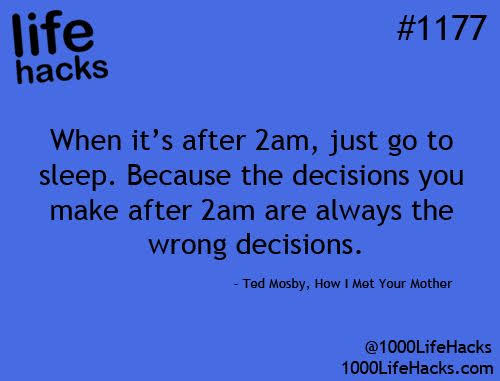 life
hacks
#1177
When it's after 2am, just go to
sleep. Because the decisions you
make after 2am are always the
wrong decisions.
- Ted Mosby, How I Met Your Mother
@1000LifeHacks
1000LifeHacks.com